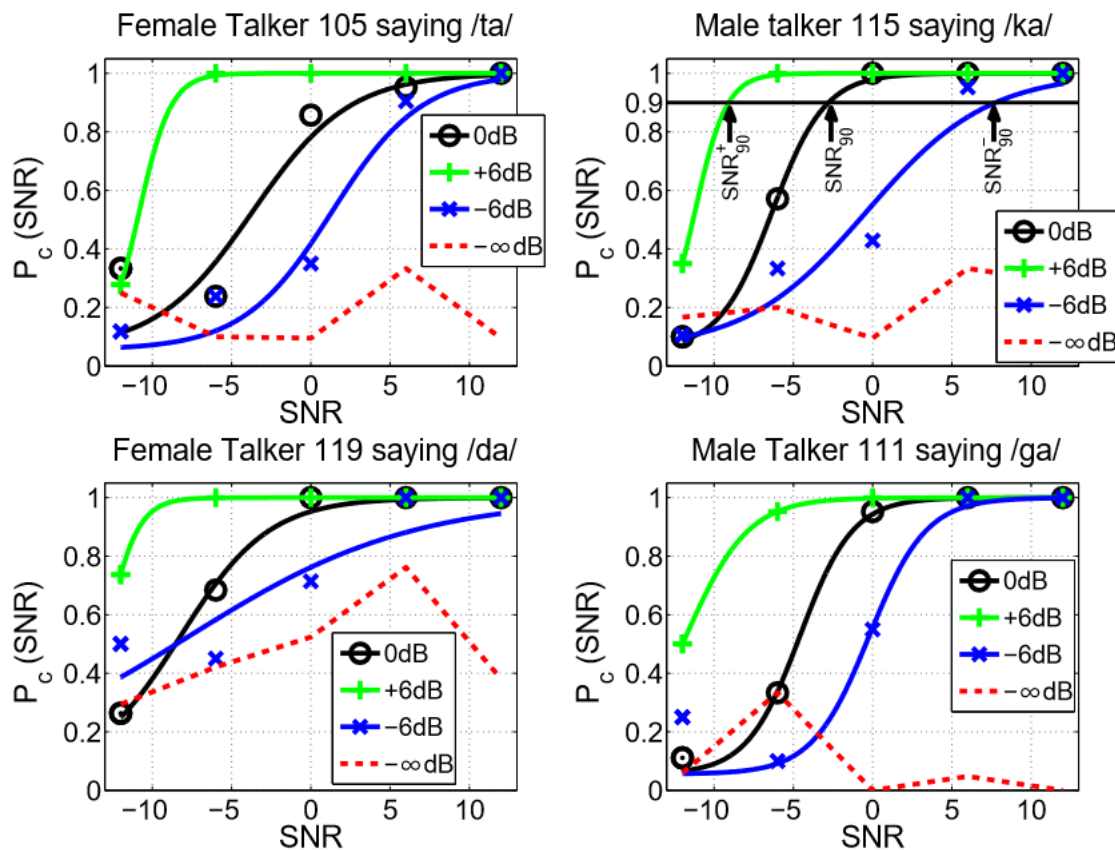 Female Talker 105 saying /ta/
P_c (SNR)
1
0.8
0.6
0.4
0.2
0
0dB
+6dB
−6dB
−∞ dB
−10 −5 0 5 10
SNR
Male talker 115 saying /ka/
P_c (SNR)
1
0.9
0.8
0.6
0.4
0.2
0
SNR₉₀⁺
SNR₉₀
SNR₉₀⁻
0dB
+6dB
−6dB
−∞ dB
−10 −5 0 5 10
SNR
Female Talker 119 saying /da/
P_c (SNR)
1
0.8
0.6
0.4
0.2
0
0dB
+6dB
−6dB
−∞ dB
−10 −5 0 5 10
SNR
Male Talker 111 saying /ga/
P_c (SNR)
1
0.8
0.6
0.4
0.2
0
0dB
+6dB
−6dB
−∞ dB
−10 −5 0 5 10
SNR